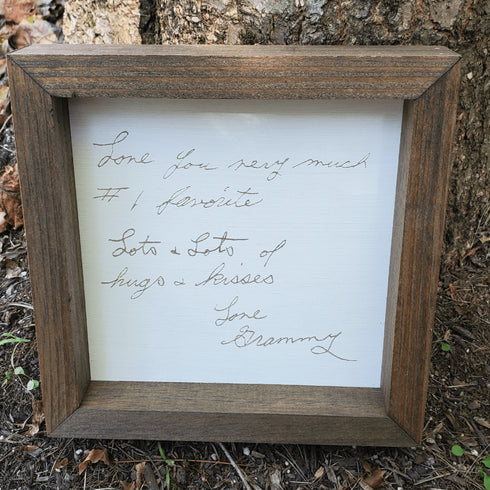 Love You very much
# 1 favorite
Lots & Lots of
hugs & kisses
Love
Grammy